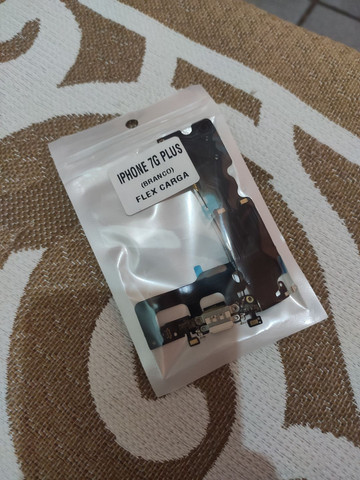 IPHONE 7G PLUS
(BRANCO)
FLEX CARGA